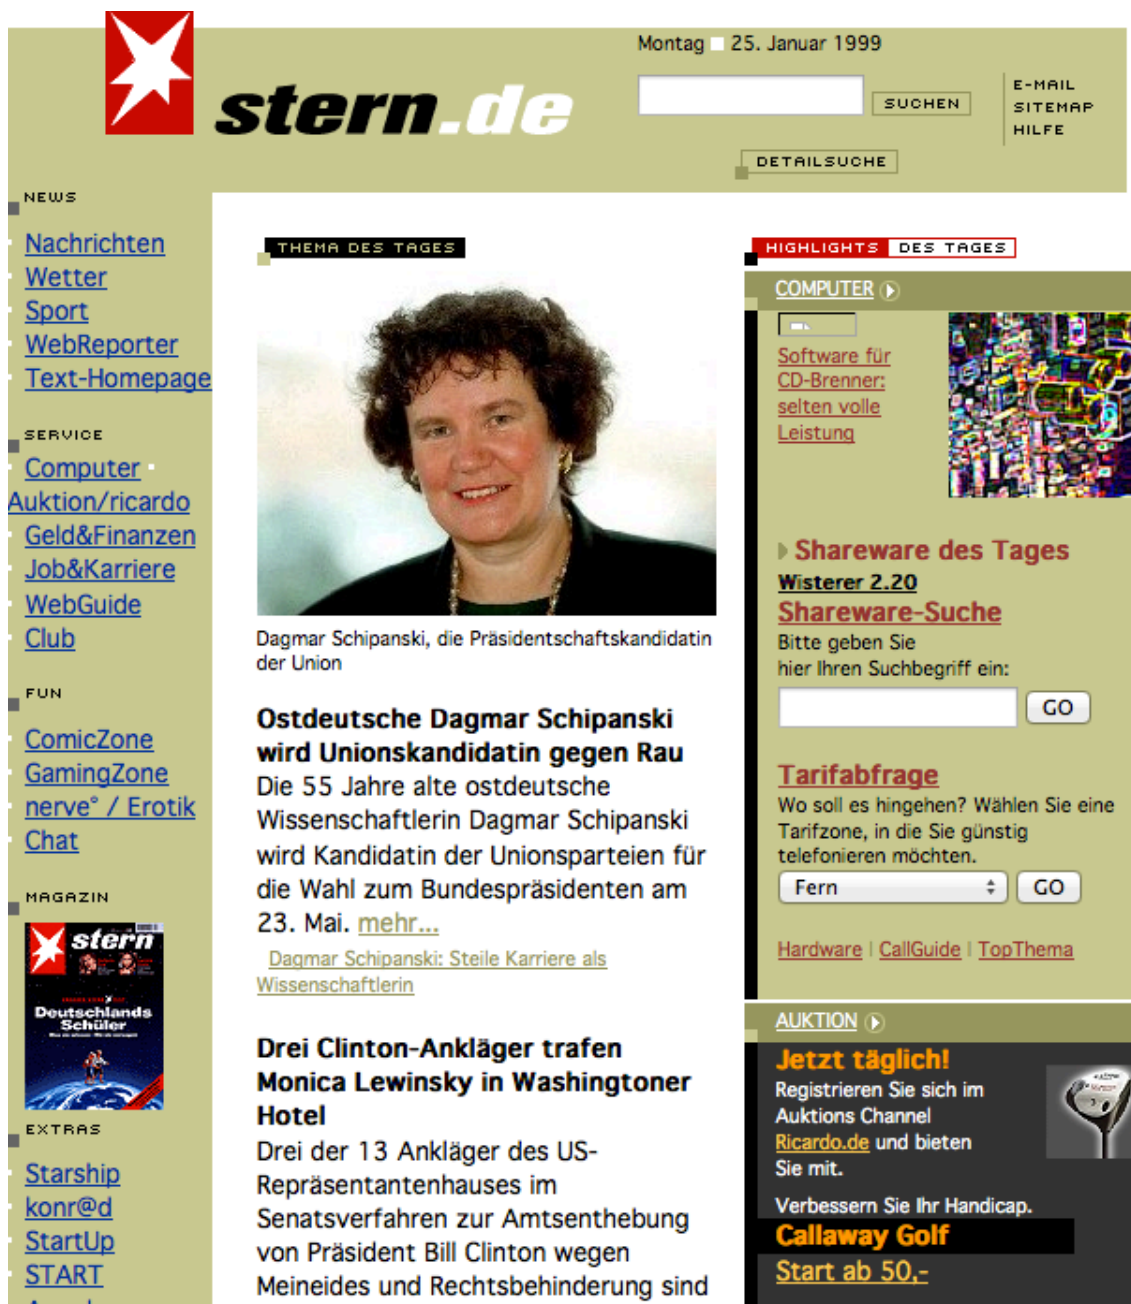 Montag 25. Januar 1999
stern.de
SUCHEN
E-MAIL
SITEMAP
HILFE
DETAILSUCHE
NEWS
Nachrichten
Wetter
Sport
WebReporter
Text-Homepage
SERVICE
Computer
Auktion/ricardo
Geld&Finanzen
Job&Karriere
WebGuide
Club
FUN
ComicZone
GamingZone
nerve° / Erotik
Chat
MAGAZIN
stern
Deutschlands
Schüler
EXTRAS
Starship
konr@d
StartUp
START
THEMA DES TAGES
Dagmar Schipanski, die Präsidentschaftskandidatin
der Union
Ostdeutsche Dagmar Schipanski
wird Unionskandidatin gegen Rau
Die 55 Jahre alte ostdeutsche
Wissenschaftlerin Dagmar Schipanski
wird Kandidatin der Unionsparteien für
die Wahl zum Bundespräsidenten am
23. Mai. mehr...
Dagmar Schipanski: Steile Karriere als
Wissenschaftlerin
Drei Clinton-Ankläger trafen
Monica Lewinsky in Washingtoner
Hotel
Drei der 13 Ankläger des US-
Repräsentantenhauses im
Senatsverfahren zur Amtsenthebung
von Präsident Bill Clinton wegen
Meineides und Rechtsbehinderung sind
HIGHLIGHTS DES TAGES
COMPUTER
Software für
CD-Brenner:
selten volle
Leistung
Shareware des Tages
Wisterer 2.20
Shareware-Suche
Bitte geben Sie
hier Ihren Suchbegriff ein:
GO
Tarifabfrage
Wo soll es hingehen? Wählen Sie eine
Tarifzone, in die Sie günstig
telefonieren möchten.
Fern GO
Hardware | CallGuide | TopThema
AUKTION
Jetzt täglich!
Registrieren Sie sich im
Auktions Channel
Ricardo.de und bieten
Sie mit.
Verbessern Sie Ihr Handicap.
Callaway Golf
Start ab 50,-